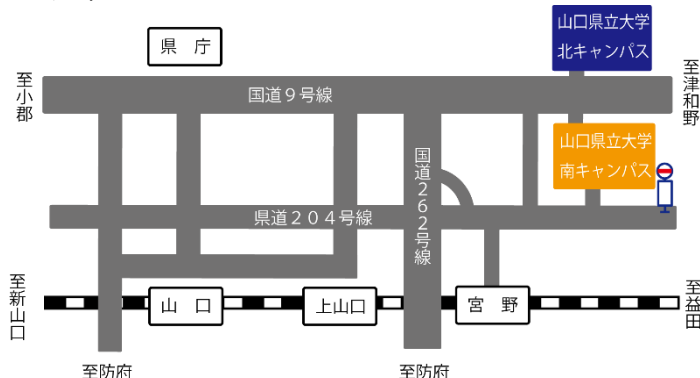 山口県立大学
北キャンパス
県 庁
至小郡
国道９号線
至津和野
山口県立大学
南キャンパス
国道２６２号線
県道２０４号線
至新山口
山 口
上山口
宮 野
至益田
至防府
至防府